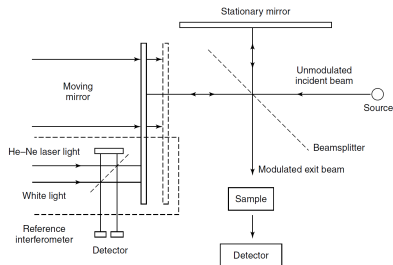 Stationary mirror
Unmodulated
incident beam
Source
Moving
mirror
Beamsplitter
He–Ne laser light
Modulated exit beam
White light
Sample
Reference
interferometer
Detector
Detector